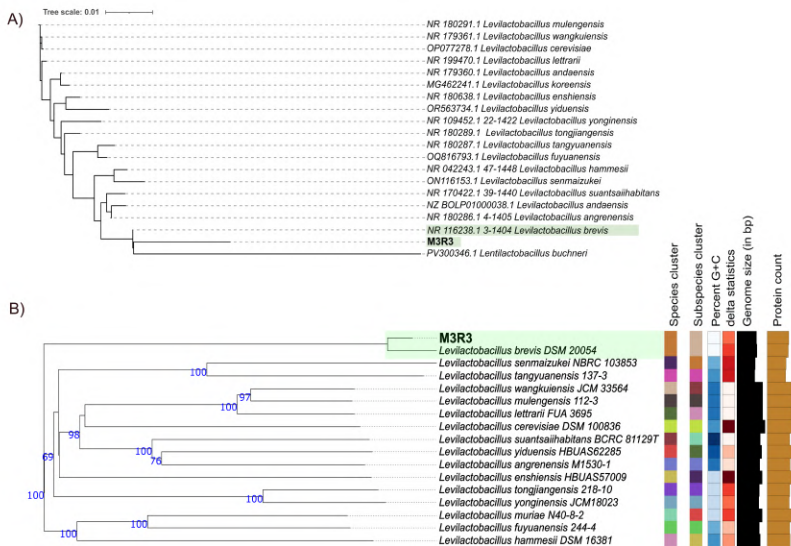 Tree scale: 0.01
A)
NR 180291.1 Levilactobacillus mulengensis
NR 179361.1 Levilactobacillus wangkuiensis
OP077278.1 Levilactobacillus cerevisiae
NR 199470.1 Levilactobacillus lettrarii
NR 179360.1 Levilactobacillus andaensis
MG462241.1 Levilactobacillus koreensis
NR 180638.1 Levilactobacillus enshiensis
OR563734.1 Levilactobacillus yiduensis
NR 109452.1 22-1422 Levilactobacillus yonginensis
NR 180289.1 Levilactobacillus tongjiangensis
NR 180287.1 Levilactobacillus tangyuanensis
OQ816793.1 Levilactobacillus fuyuanensis
NR 042243.1 47-1448 Levilactobacillus hammesii
ON116153.1 Levilactobacillus senmaizukei
NR 170422.1 39-1440 Levilactobacillus suantsaiihabitans
NZ BOLP01000038.1 Levilactobacillus andaensis
NR 180286.1 4-1405 Levilactobacillus angrenensis
NR 116238.1 3-1404 Levilactobacillus brevis
M3R3
PV300346.1 Lentilactobacillus buchneri
B)
Species cluster
Subspecies cluster
Percent G+C
delta statistics
Genome size (in bp)
Protein count
M3R3
Levilactobacillus brevis DSM 20054
Levilactobacillus senmaizukei NBRC 103853
100
Levilactobacillus tangyuanensis 137-3
Levilactobacillus wangkuiensis JCM 33564
97
Levilactobacillus mulengensis 112-3
100
Levilactobacillus lettrarii FUA 3695
Levilactobacillus cerevisiae DSM 100836
98
Levilactobacillus suantsaiihabitans BCRC 81129T
100
Levilactobacillus yiduensis HBUAS62285
69
76
Levilactobacillus angrenensis M1530-1
Levilactobacillus enshiensis HBUAS57009
Levilactobacillus tongjiangensis 218-10
100
100
Levilactobacillus yonginensis JCM18023
Levilactobacillus muriae N40-8-2
100
Levilactobacillus fuyuanensis 244-4
100
Levilactobacillus hammesii DSM 16381